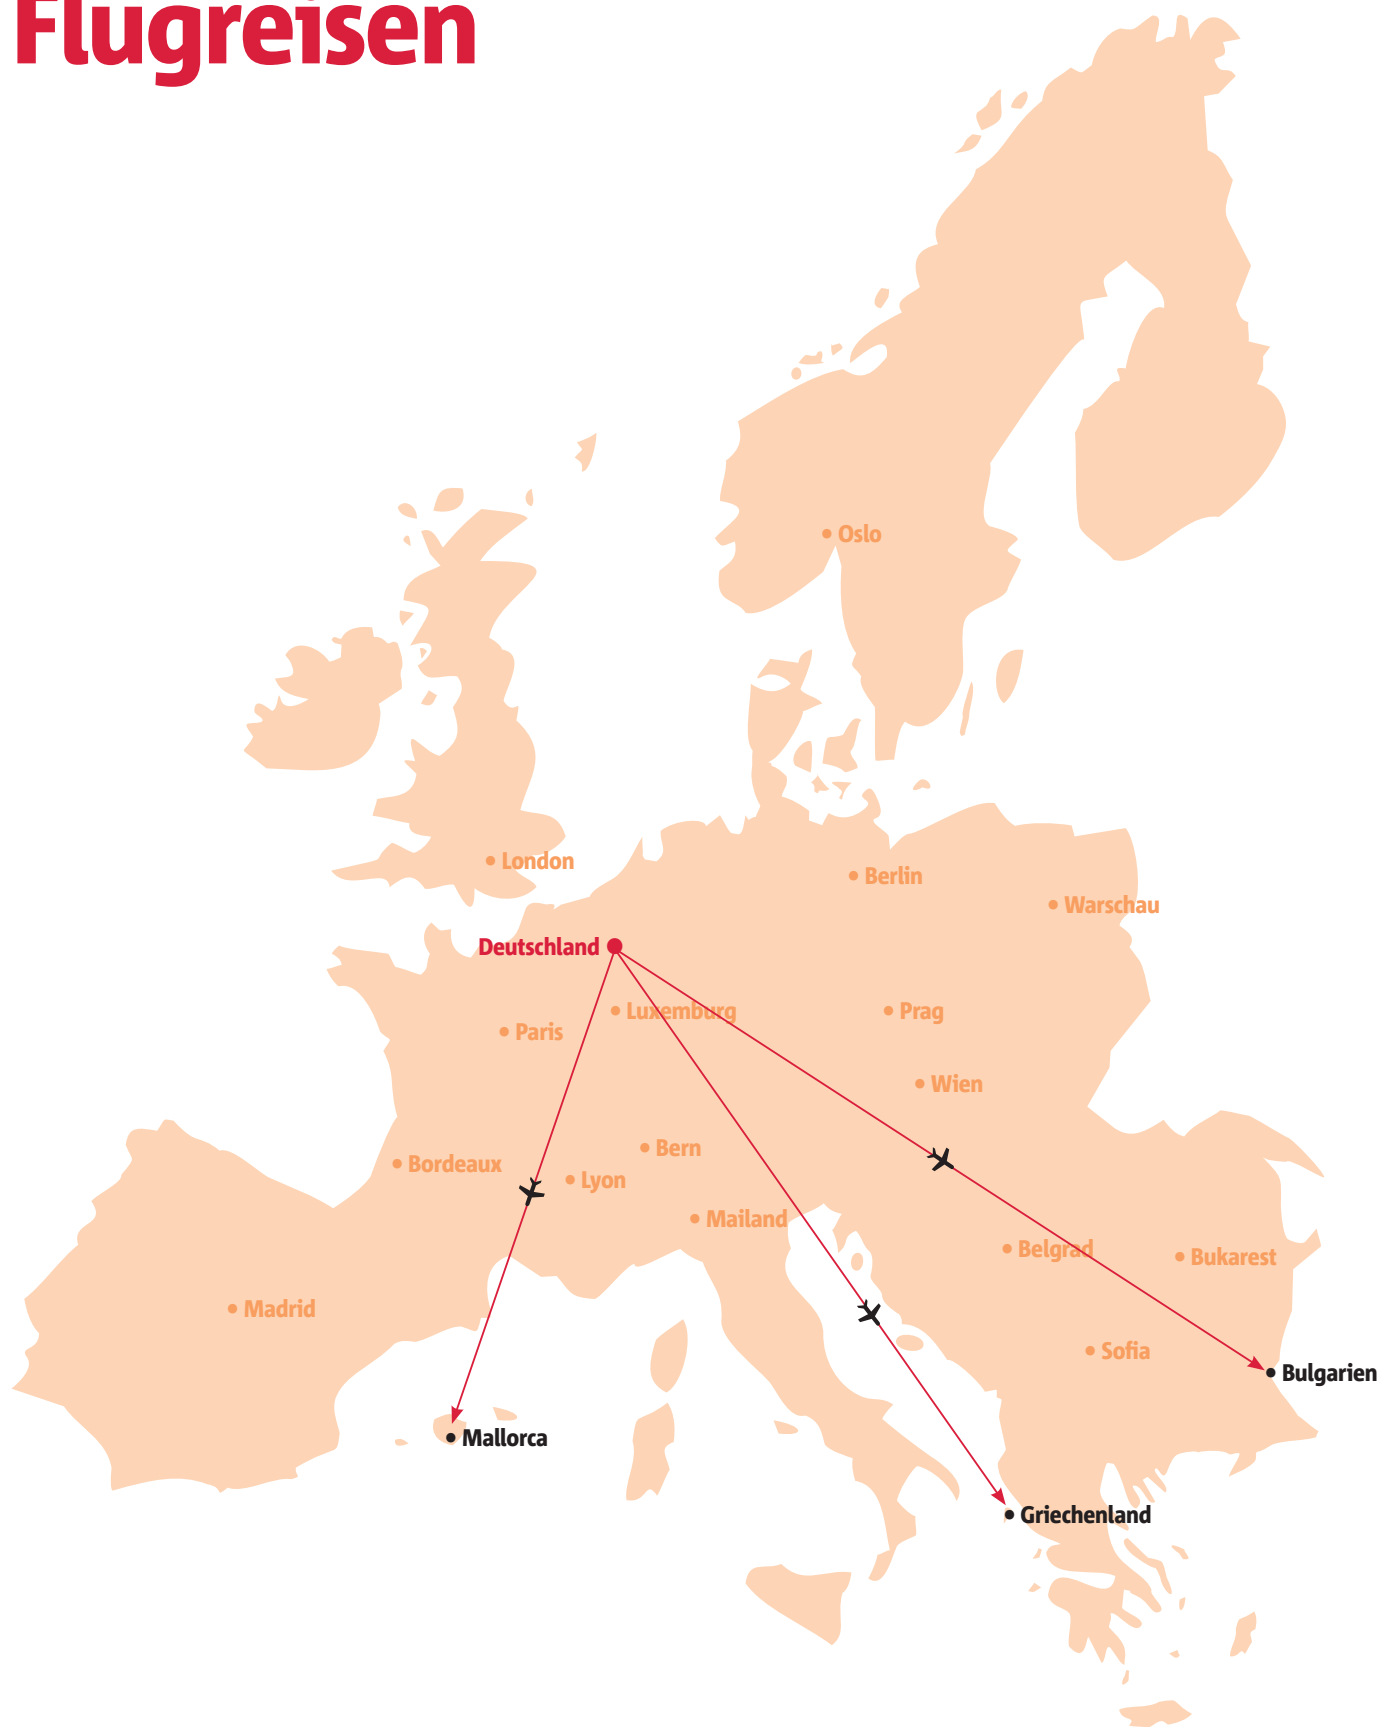 Flugreisen
Oslo
London
Berlin
Warschau
Deutschland
Luxemburg
Prag
Paris
Wien
Bern
Bordeaux
Lyon
Mailand
Belgrad
Bukarest
Madrid
Sofia
Bulgarien
Mallorca
Griechenland